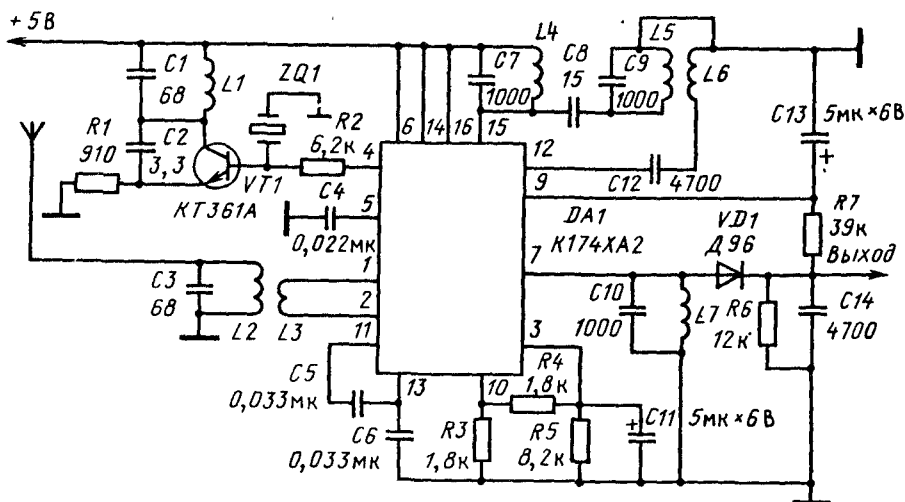 + 5В
C1
68
L1
ZQ1
R1
910
C2
3,3
VT1
КТ361А
R2
6,2к
4
C4
0,022мк
5
C3
68
L2
L3
1
2
11
C5
0,033мк
C6
0,033мк
13
10
R3
1,8к
R4
1,8к
R5
8,2к
C11
5мк×6В
6
14
16
15
C7
1000
L4
C8
15
C9
1000
L5
L6
12
9
C12
4700
DA1
К174ХА2
7
3
C10
1000
L7
VD1
Д9Б
R6
12к
C13
5мк×6В
+
R7
39к
Выход
C14
4700
+